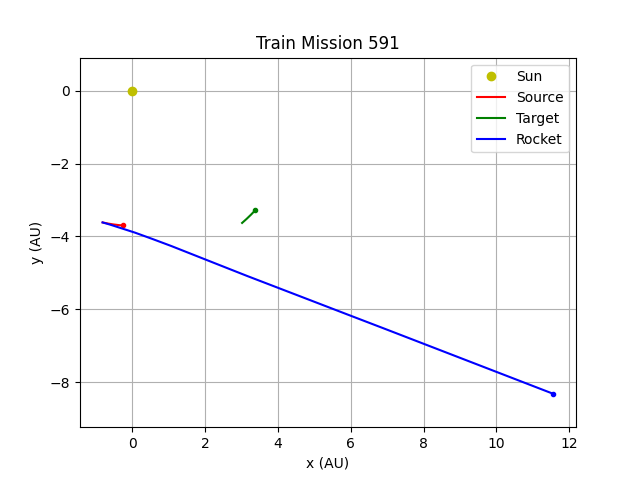 Train Mission 591
Sun
Source
Target
Rocket
0
−2
−4
−6
−8
y (AU)
0
2
4
6
8
10
12
x (AU)